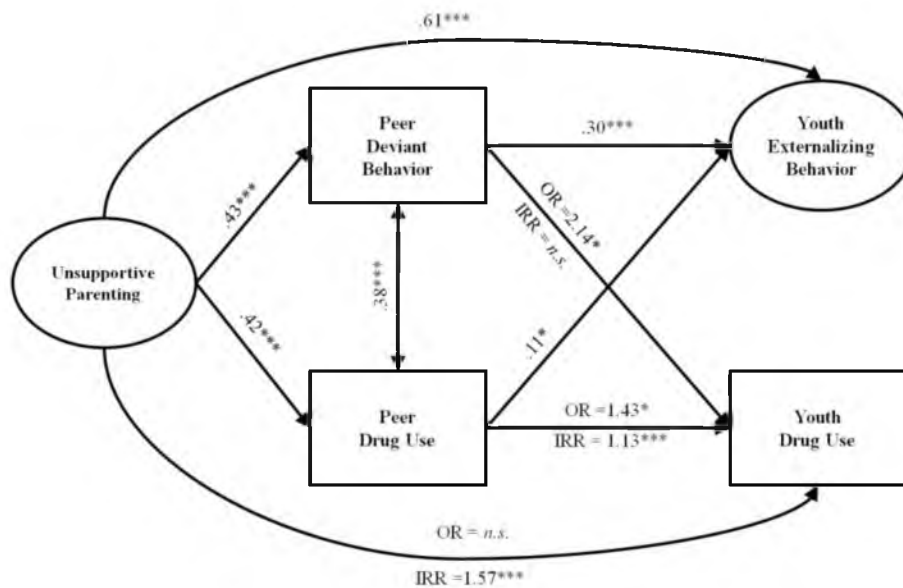 .61***
Peer
Deviant
Behavior
.30***
Youth
Externalizing
Behavior
.43***
OR =2.14*
IRR = n.s.
Unsupportive
Parenting
.38***
.42***
.11*
Peer
Drug Use
OR =1.43*
IRR = 1.13***
Youth
Drug Use
OR = n.s.
IRR =1.57***